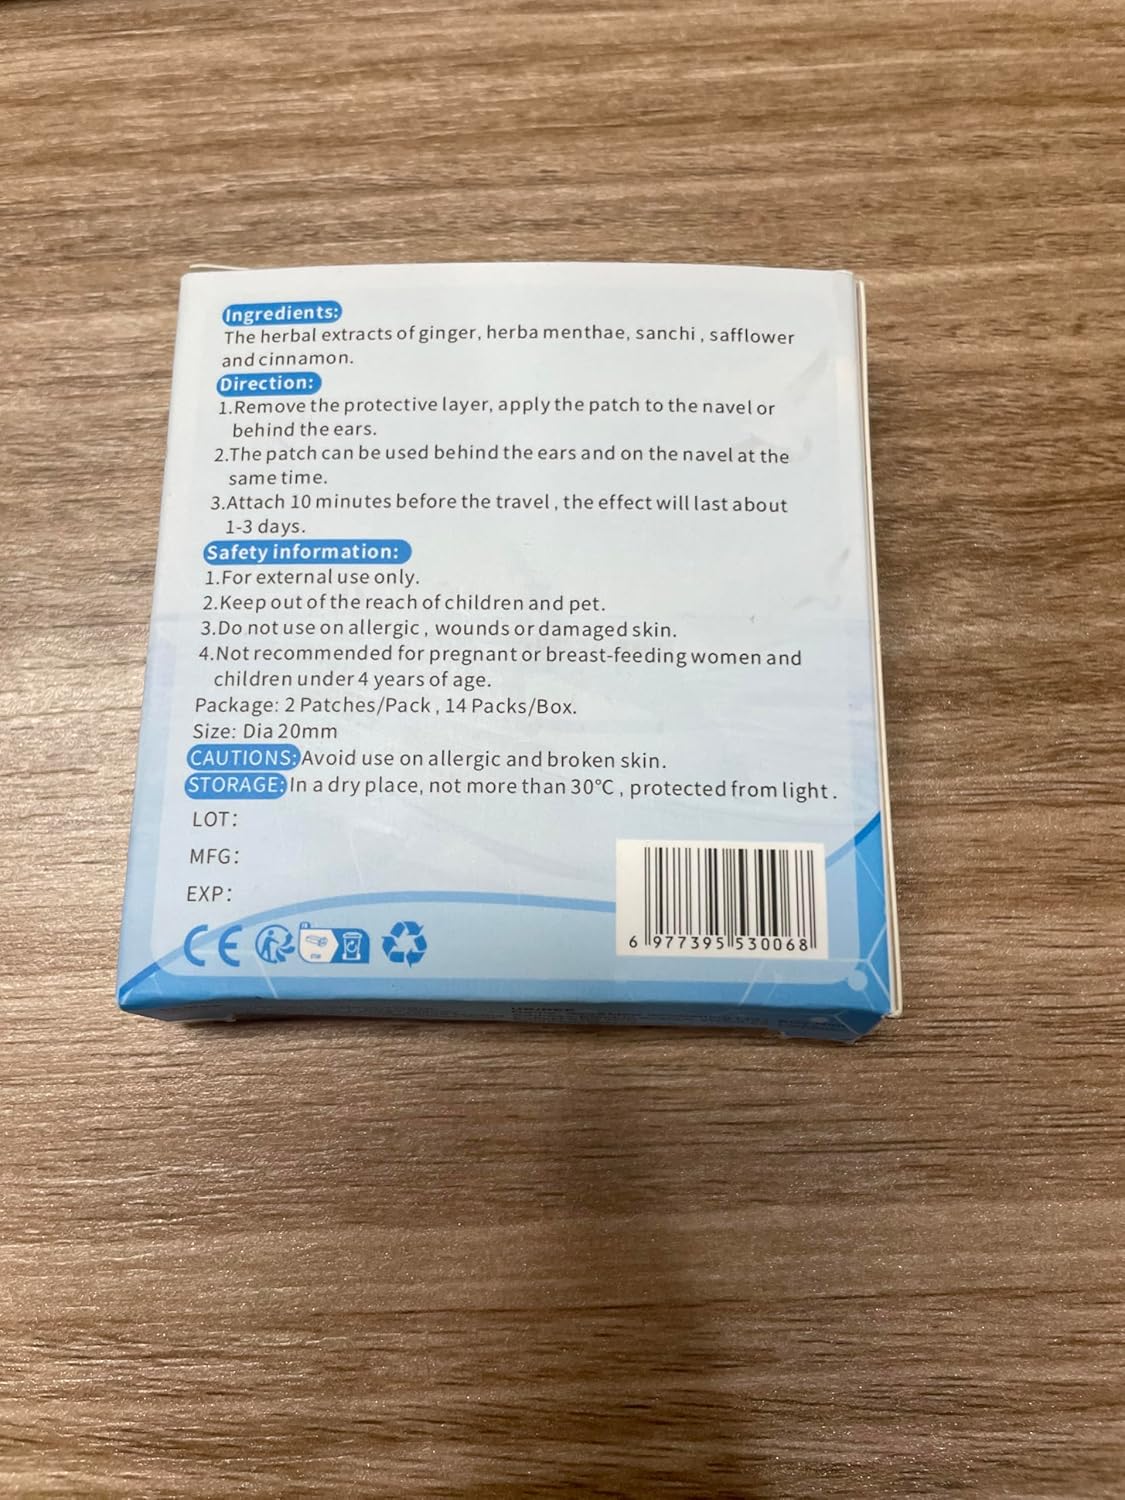 Ingredients:
The herbal extracts of ginger, herba menthae, sanchi , safflower
and cinnamon.
Direction:
1.Remove the protective layer, apply the patch to the navel or
behind the ears.
2.The patch can be used behind the ears and on the navel at the
same time.
3.Attach 10 minutes before the travel , the effect will last about
1-3 days.
Safety information:
1.For external use only.
2.Keep out of the reach of children and pet.
3.Do not use on allergic , wounds or damaged skin.
4.Not recommended for pregnant or breast-feeding women and
children under 4 years of age.
Package: 2 Patches/Pack , 14 Packs/Box.
Size: Dia 20mm
CAUTIONS: Avoid use on allergic and broken skin.
STORAGE: In a dry place, not more than 30℃ , protected from light .
LOT:
MFG:
EXP:
CE
6 977395 530068